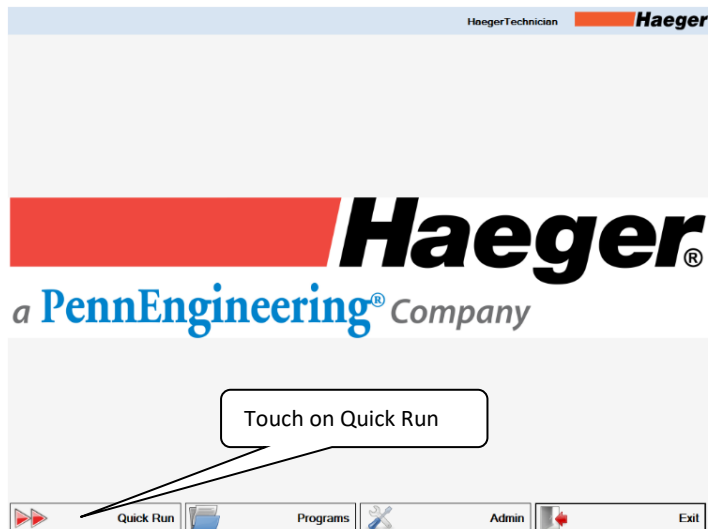 HaegerTechnician Haeger
Haeger®
a PennEngineering® Company
Touch on Quick Run
Quick Run Programs Admin Exit